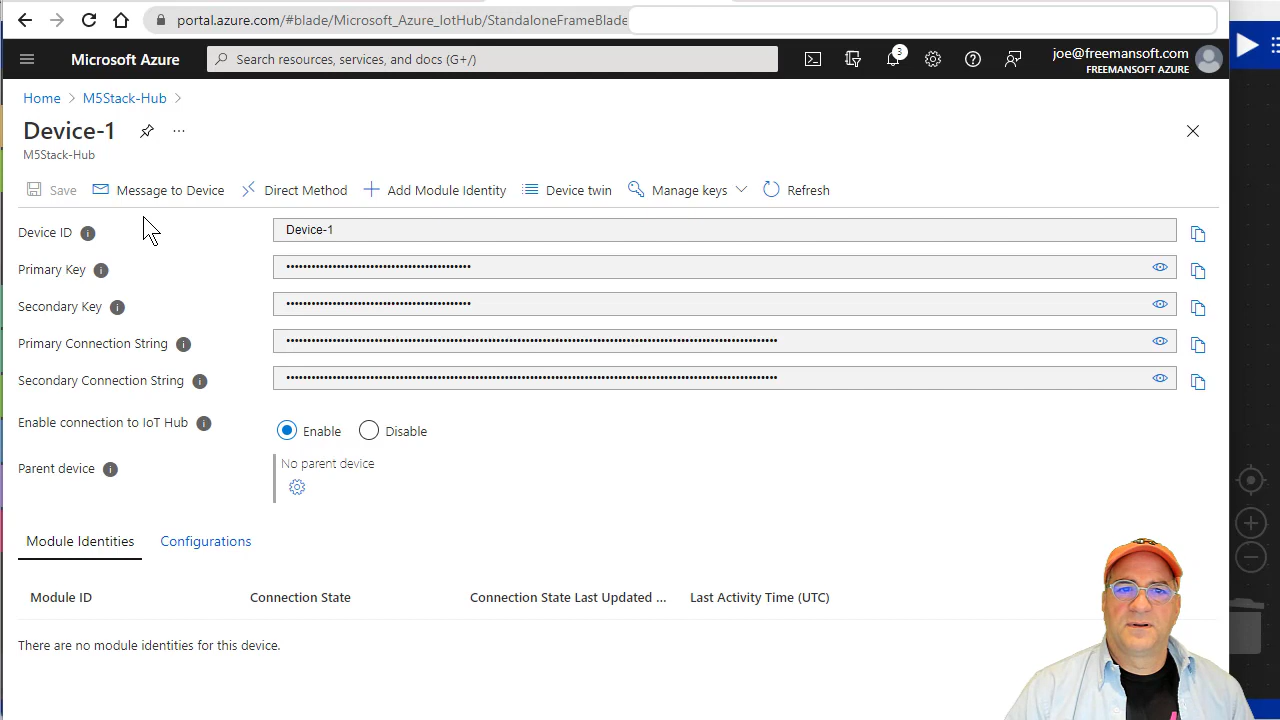 portal.azure.com/#blade/Microsoft_Azure_IotHub/StandaloneFrameBlade
Microsoft Azure
Search resources, services, and docs (G+/)
3
joe@freemansoft.com
FREEMANSOFT AZURE
Home > M5Stack-Hub >
Device-1
...
M5Stack-Hub
Save
Message to Device
Direct Method
Add Module Identity
Device twin
Manage keys
Refresh
Device ID
Device-1
Primary Key
••••••••••••••••••••••••••••••••••••••••••••
Secondary Key
••••••••••••••••••••••••••••••••••••••••••••
Primary Connection String
Secondary Connection String
Enable connection to IoT Hub
Enable
Disable
Parent device
No parent device
Module Identities
Configurations
Module ID
Connection State
Connection State Last Updated ...
Last Activity Time (UTC)
There are no module identities for this device.